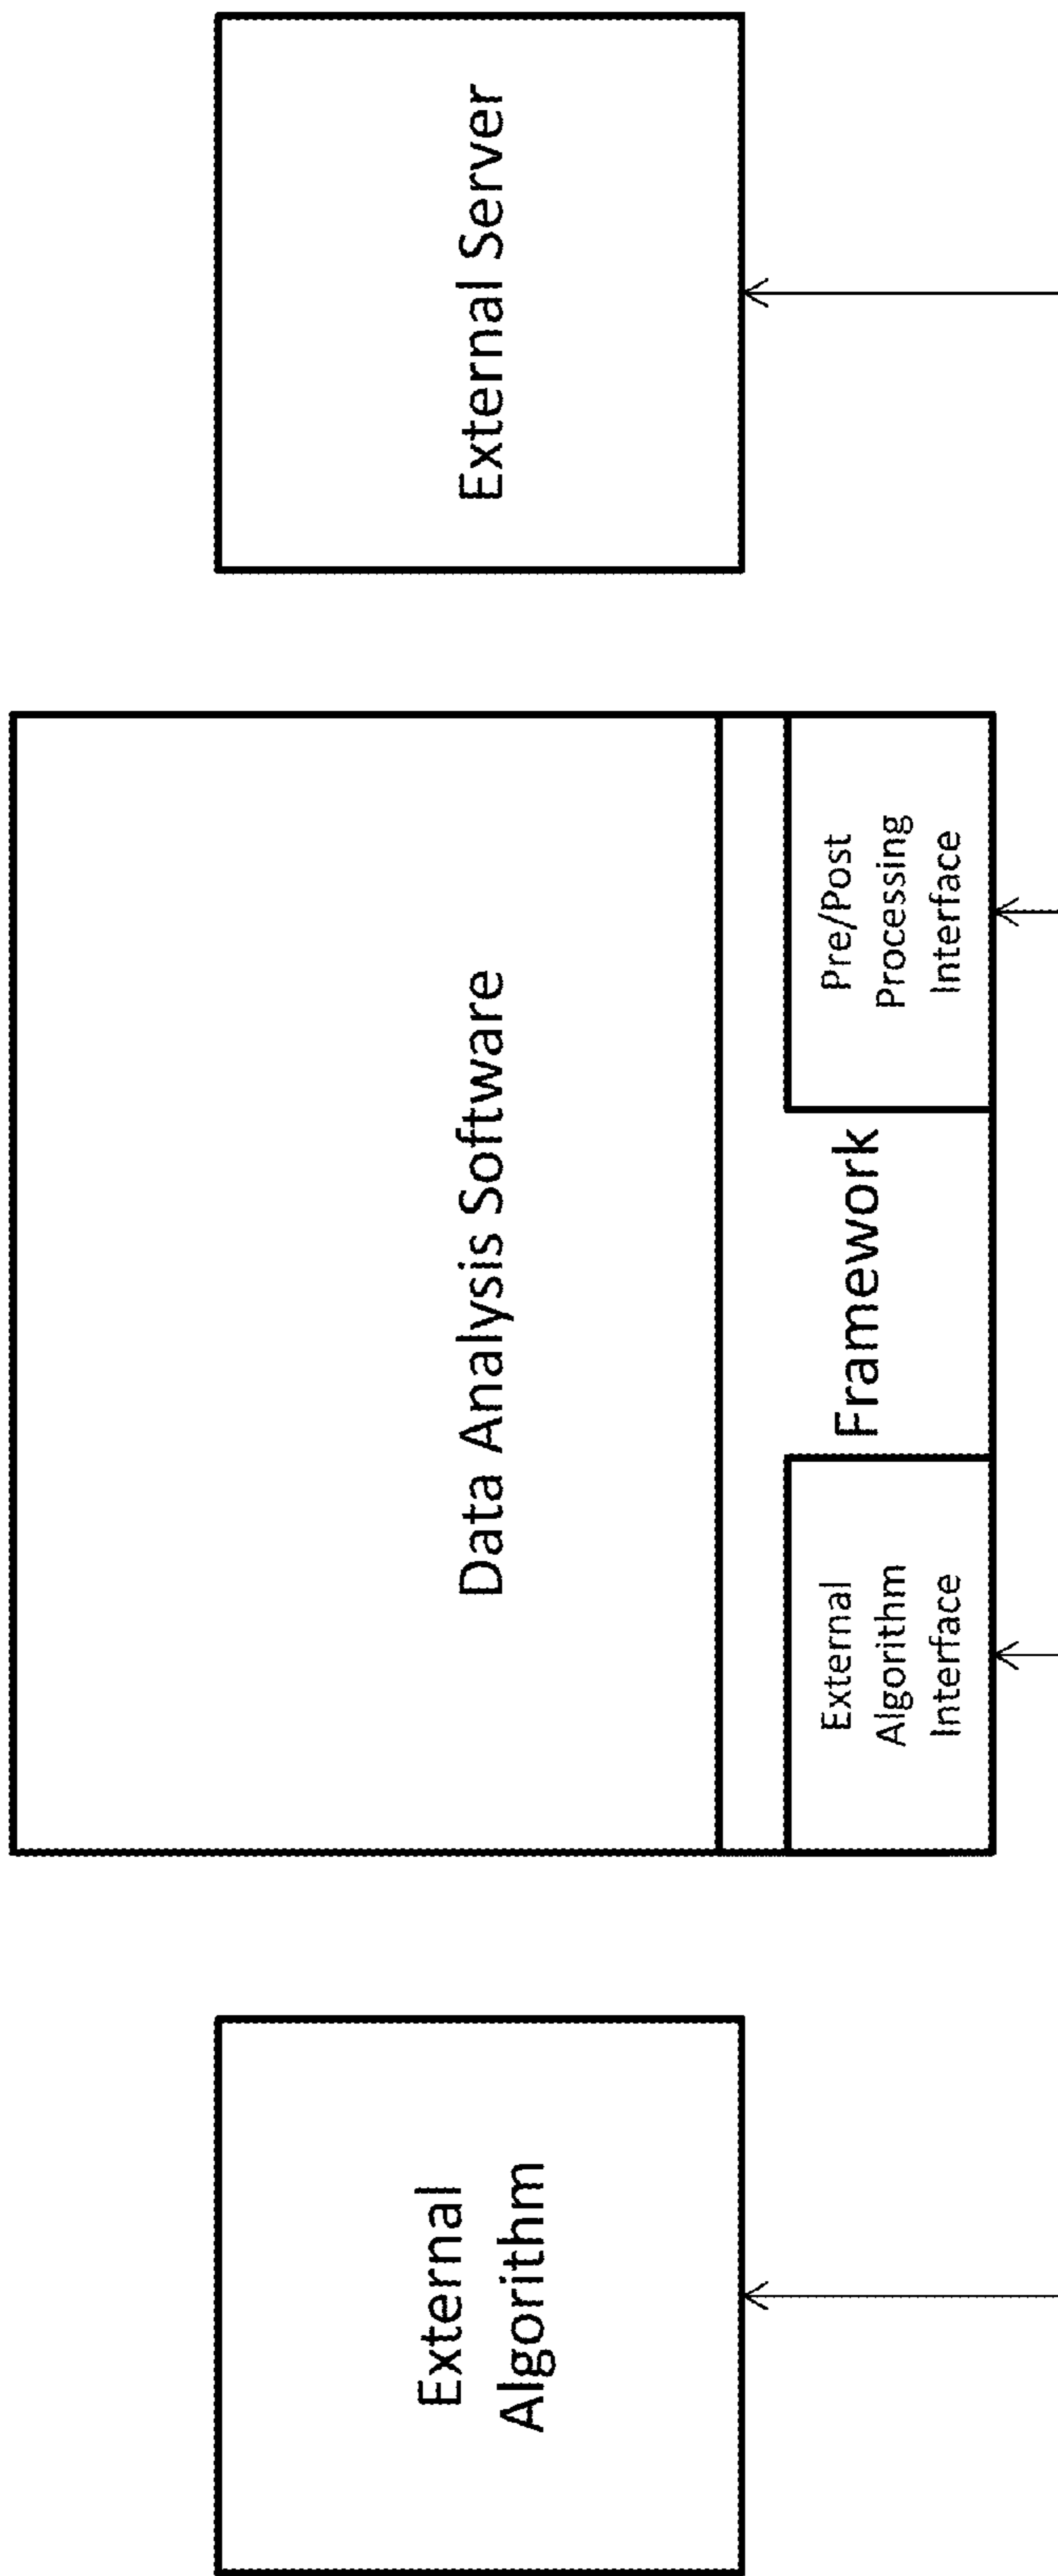 External
Algorithm
Data Analysis Software
External
Algorithm
Interface
Framework
Pre/Post
Processing
Interface
External Server